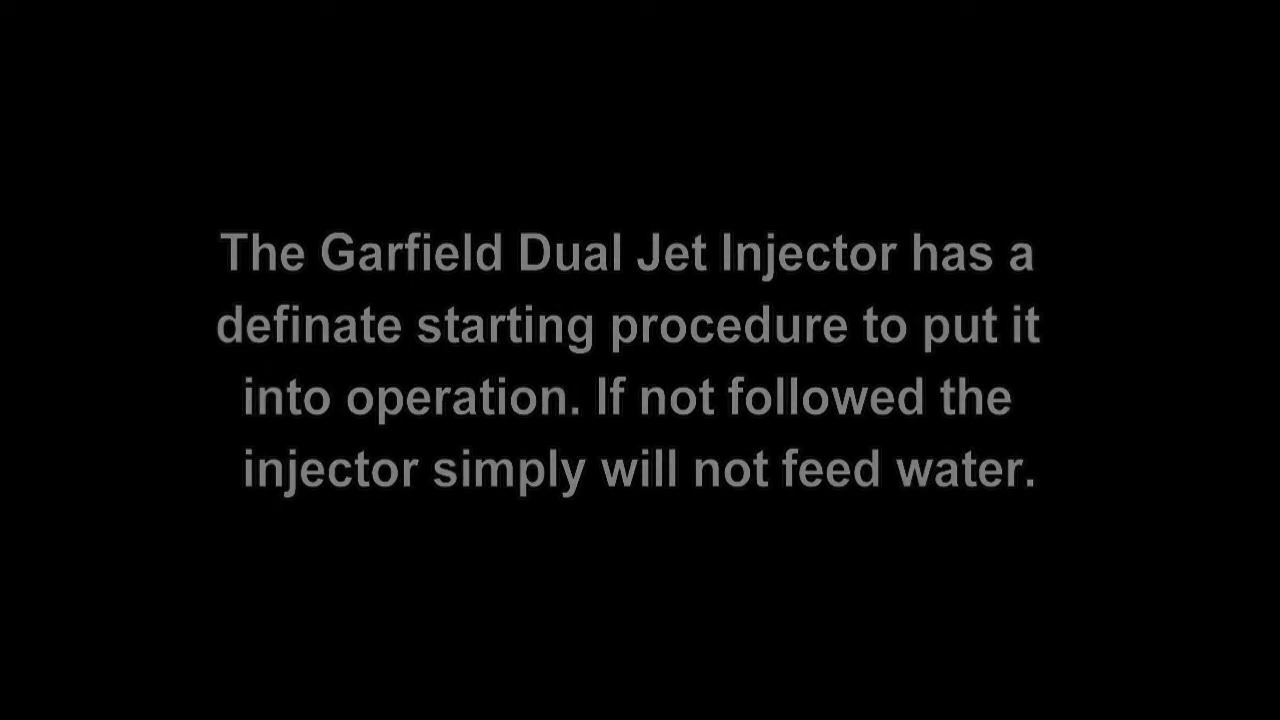 The Garfield Dual Jet Injector has a
definate starting procedure to put it
into operation. If not followed the
injector simply will not feed water.